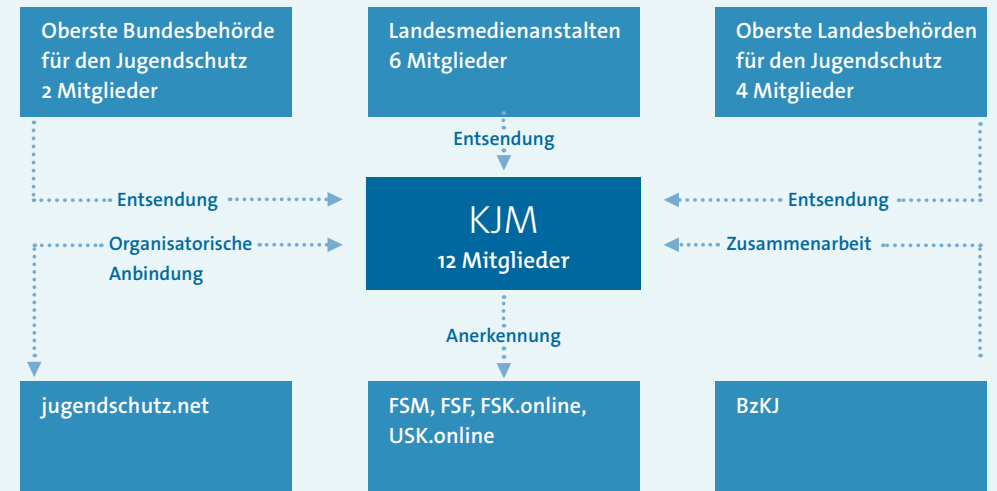 Oberste Bundesbehörde
für den Jugendschutz
2 Mitglieder
Landesmedienanstalten
6 Mitglieder
Oberste Landesbehörden
für den Jugendschutz
4 Mitglieder
Entsendung
Entsendung
KJM
12 Mitglieder
Entsendung
Organisatorische
Anbindung
Zusammenarbeit
Anerkennung
jugendschutz.net
FSM, FSF, FSK.online,
USK.online
BzKJ